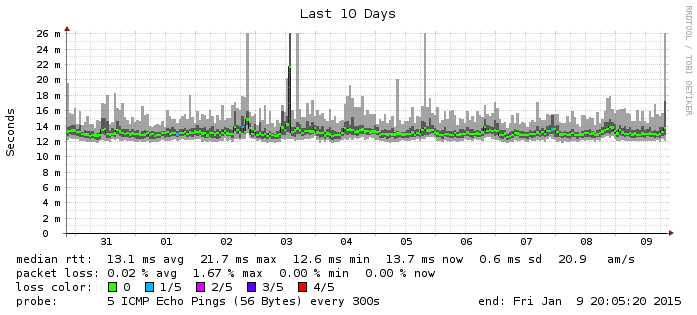 Last 10 Days
RRDTOOL / TOBI OETIKER
Seconds
26 m
24 m
22 m
20 m
18 m
16 m
14 m
12 m
10 m
8 m
6 m
4 m
2 m
0
31 01 02 03 04 05 06 07 08 09
median rtt: 13.1 ms avg 21.7 ms max 12.6 ms min 13.7 ms now 0.6 ms sd 20.9 am/s
packet loss: 0.02 % avg 1.67 % max 0.00 % min 0.00 % now
loss color: 0 1/5 2/5 3/5 4/5
probe: 5 ICMP Echo Pings (56 Bytes) every 300s end: Fri Jan 9 20:05:20 2015